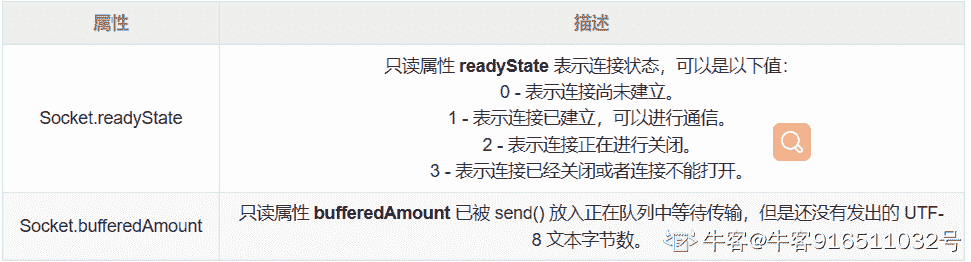 属性
描述
Socket.readyState
只读属性 readyState 表示连接状态，可以是以下值：
0 - 表示连接尚未建立。
1 - 表示连接已建立，可以进行通信。
2 - 表示连接正在进行关闭。
3 - 表示连接已经关闭或者连接不能打开。
Socket.bufferedAmount
只读属性 bufferedAmount 已被 send() 放入正在队列中等待传输，但是还没有发出的 UTF-
8 文本字节数。
牛客@牛客916511032号